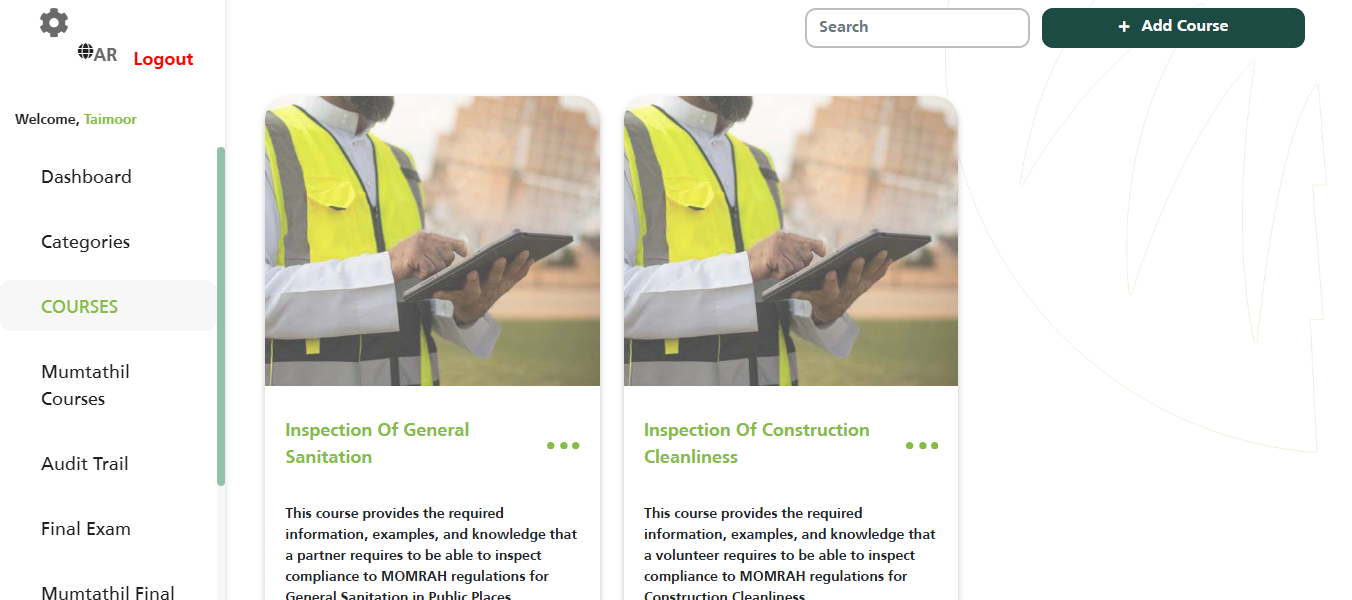 AR
Logout
Search
+ Add Course
Welcome, Taimoor
Dashboard
Categories
COURSES
Mumtathil
Courses
Audit Trail
Final Exam
Mumtathil Final
Inspection Of General
Sanitation
This course provides the required
information, examples, and knowledge that
a partner requires to be able to inspect
compliance to MOMRAH regulations for
General Sanitation in Public Places
Inspection Of Construction
Cleanliness
This course provides the required
information, examples, and knowledge that
a volunteer requires to be able to inspect
compliance to MOMRAH regulations for
Construction Cleanliness